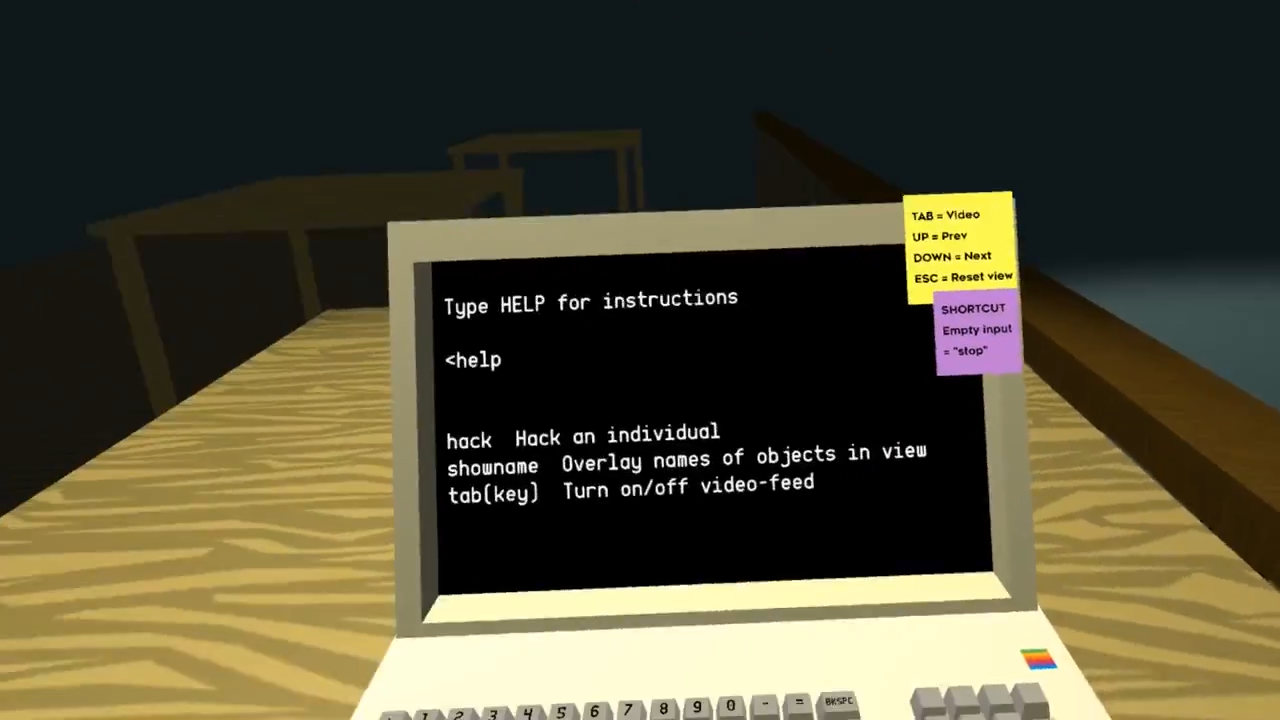 TAB = Video
UP = Prev
DOWN = Next
ESC = Reset view
SHORTCUT
Empty input
= "stop"
Type HELP for instructions
<help
hack Hack an individual
showname Overlay names of objects in view
tab(key) Turn on/off video-feed
1 2 3 4 5 6 7 8 9 0 - = BKSPC